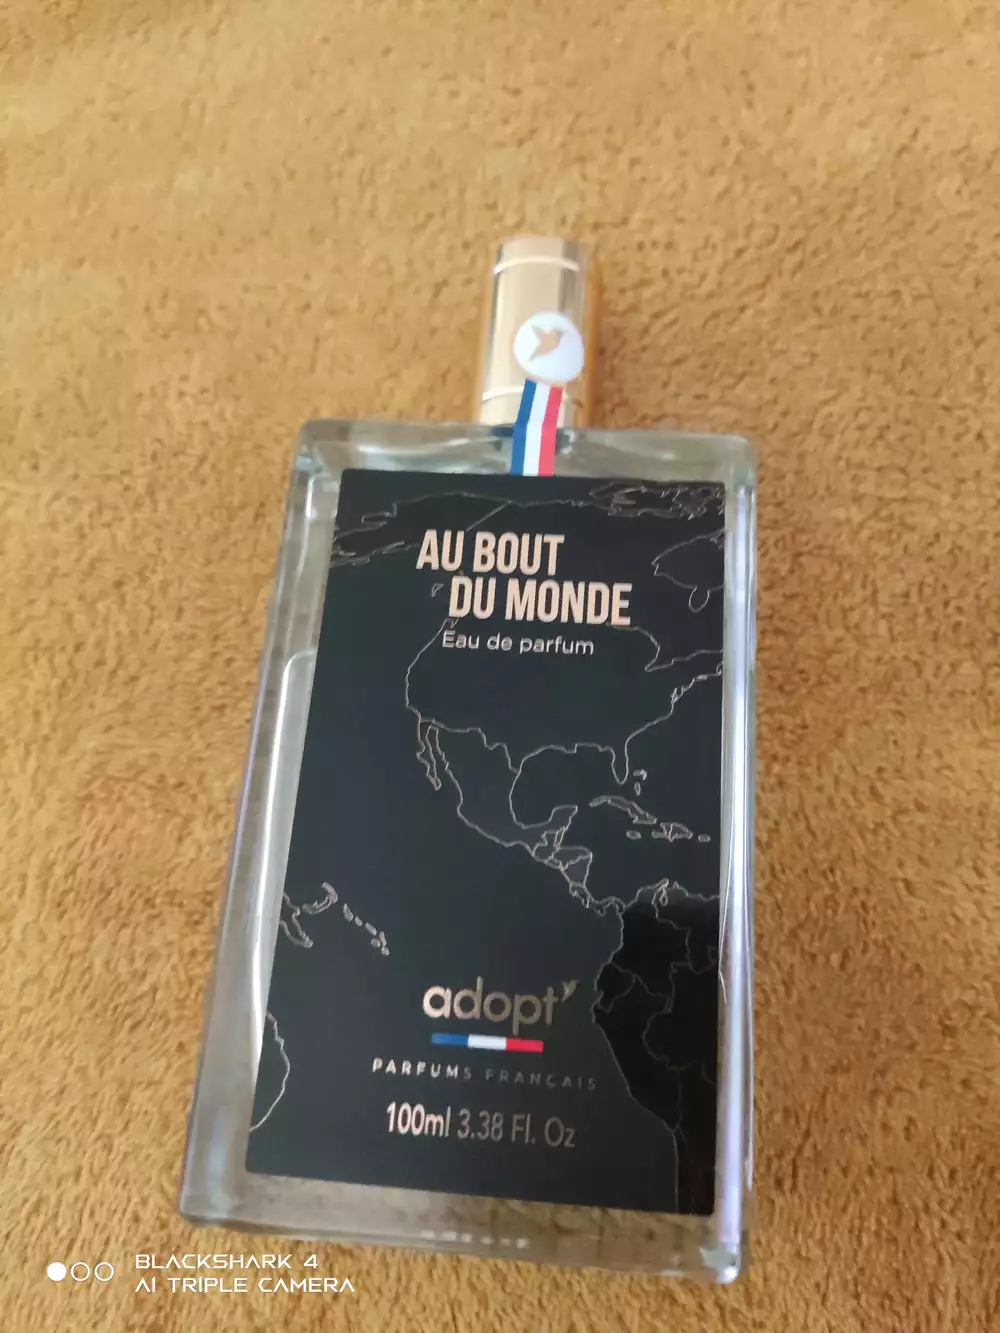 AU BOUT
DU MONDE
Eau de parfum
adopt'
PARFUMS FRANÇAIS
100ml 3.38 Fl. Oz
BLACKSHARK 4
AI TRIPLE CAMERA